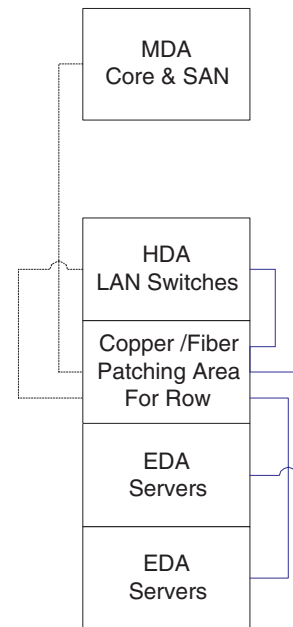 MDA
Core & SAN
HDA
LAN Switches
Copper /Fiber
Patching Area
For Row
EDA
Servers
EDA
Servers